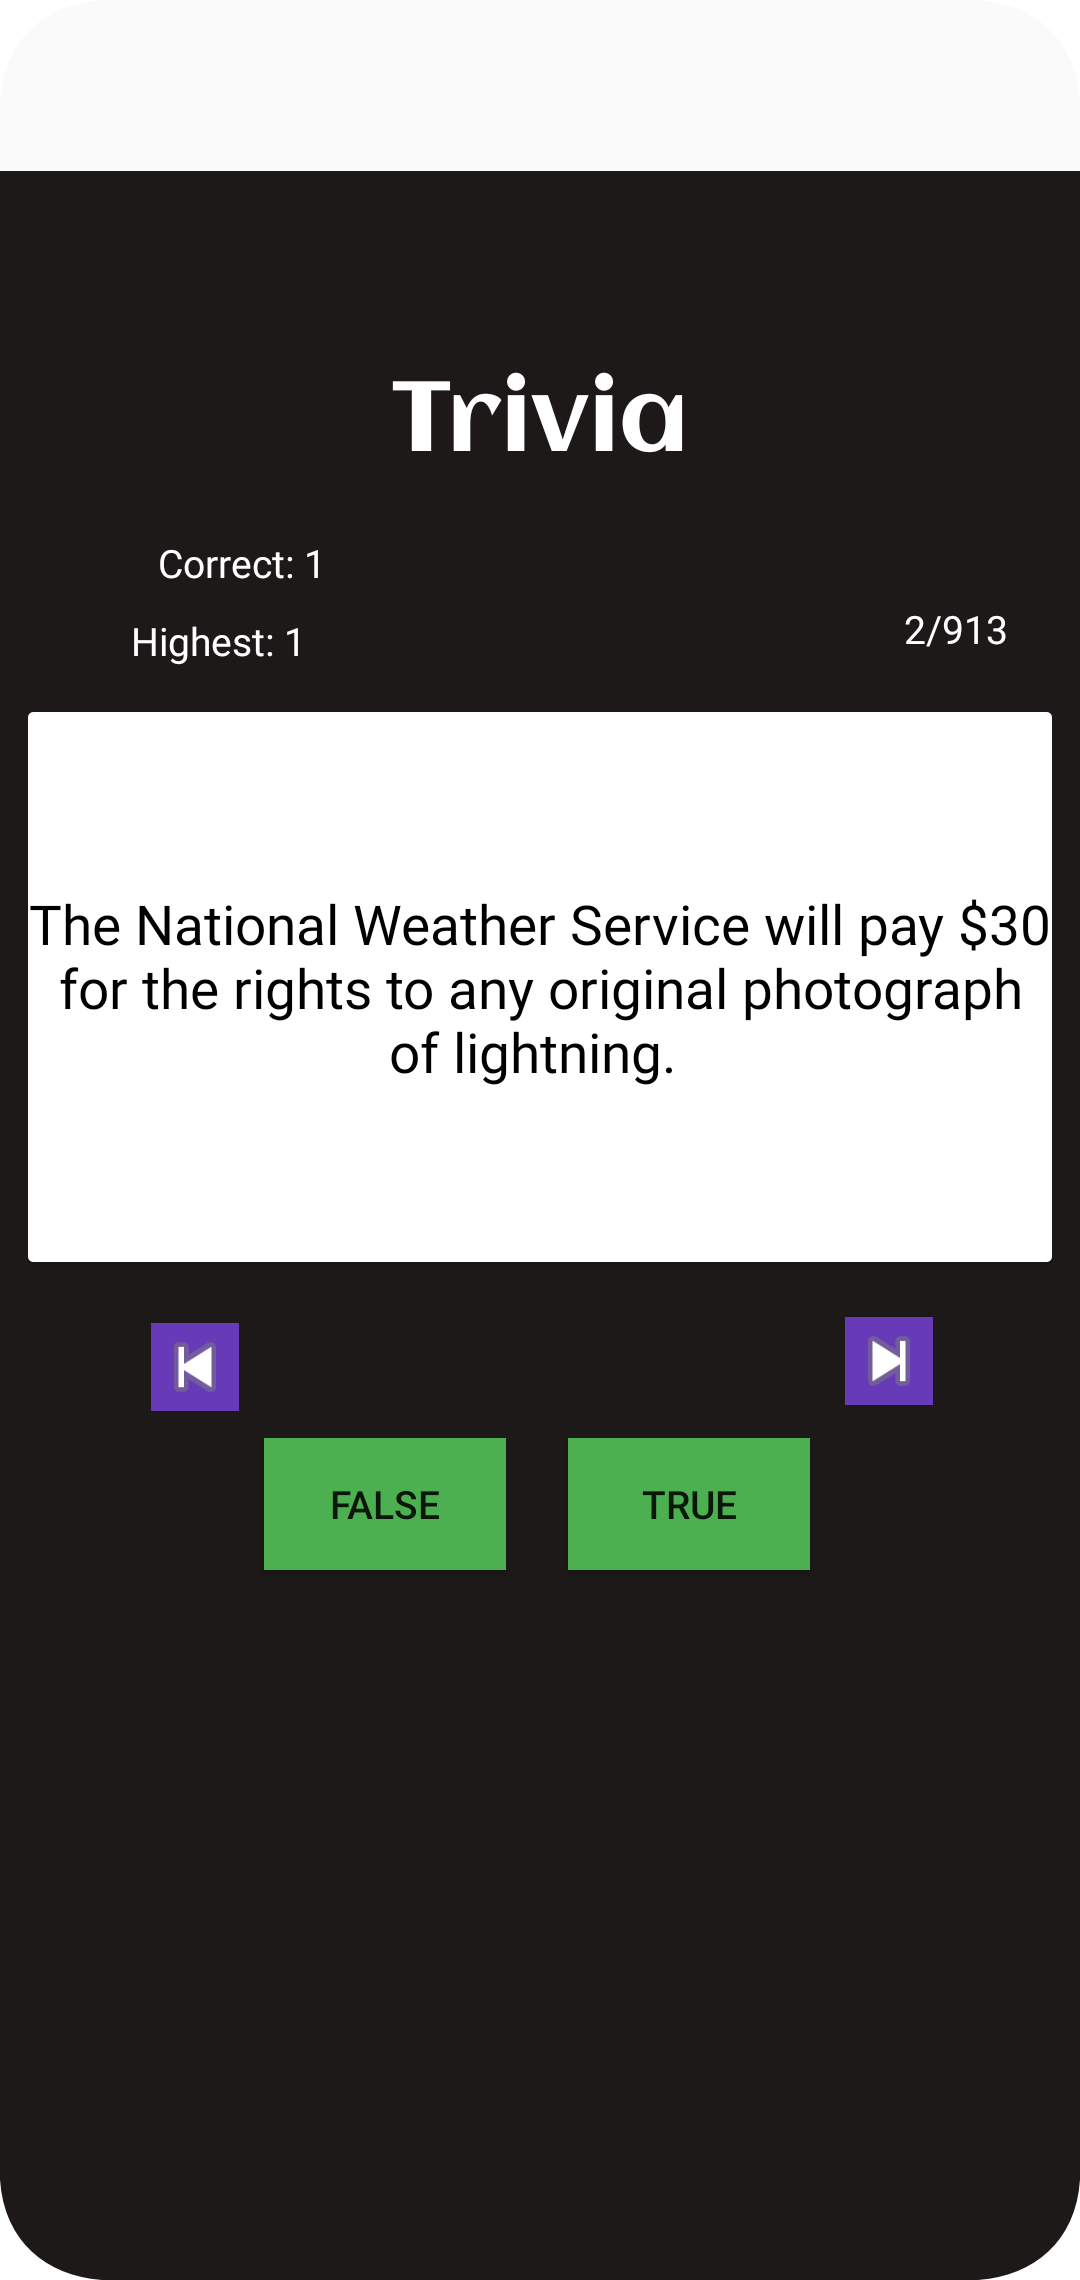 Trivia
Correct: 1
Highest: 1
2/913
The National Weather Service will pay $30
for the rights to any original photograph
of lightning.
FALSE
TRUE